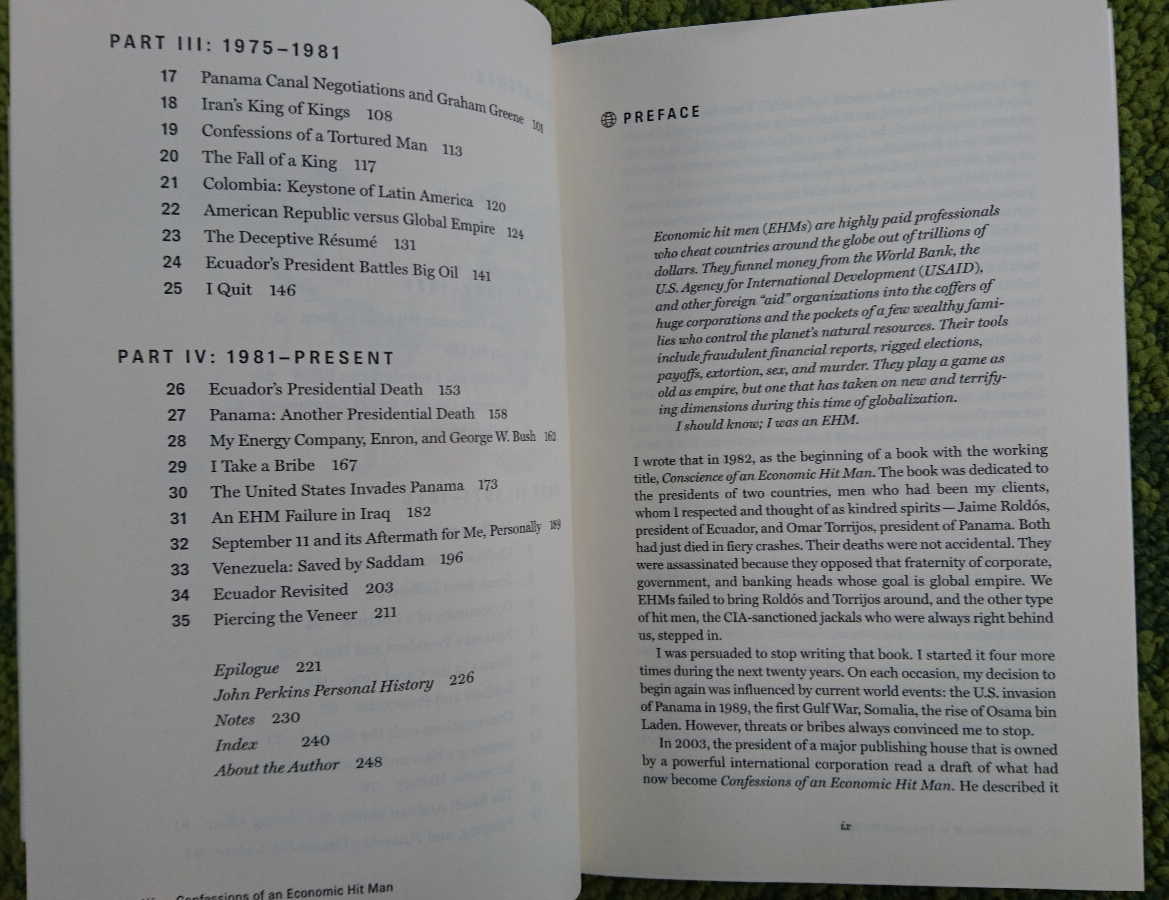 PART III: 1975–1981
17 Panama Canal Negotiations and Graham Greene 101
18 Iran's King of Kings 108
19 Confessions of a Tortured Man 113
20 The Fall of a King 117
21 Colombia: Keystone of Latin America 120
22 American Republic versus Global Empire 124
23 The Deceptive Résumé 131
24 Ecuador's President Battles Big Oil 141
25 I Quit 146
PART IV: 1981–PRESENT
26 Ecuador's Presidential Death 153
27 Panama: Another Presidential Death 158
28 My Energy Company, Enron, and George W. Bush 162
29 I Take a Bribe 167
30 The United States Invades Panama 173
31 An EHM Failure in Iraq 182
32 September 11 and its Aftermath for Me, Personally 189
33 Venezuela: Saved by Saddam 196
34 Ecuador Revisited 203
35 Piercing the Veneer 211
Epilogue 221
John Perkins Personal History 226
Notes 230
Index 240
About the Author 248
Confessions of an Economic Hit Man
PREFACE
Economic hit men (EHMs) are highly paid professionals
who cheat countries around the globe out of trillions of
dollars. They funnel money from the World Bank, the
U.S. Agency for International Development (USAID),
and other foreign "aid" organizations into the coffers of
huge corporations and the pockets of a few wealthy fami-
lies who control the planet's natural resources. Their tools
include fraudulent financial reports, rigged elections,
payoffs, extortion, sex, and murder. They play a game as
old as empire, but one that has taken on new and terrify-
ing dimensions during this time of globalization.
I should know; I was an EHM.
I wrote that in 1982, as the beginning of a book with the working
title, Conscience of an Economic Hit Man. The book was dedicated to
the presidents of two countries, men who had been my clients,
whom I respected and thought of as kindred spirits — Jaime Roldós,
president of Ecuador, and Omar Torrijos, president of Panama. Both
had just died in fiery crashes. Their deaths were not accidental. They
were assassinated because they opposed that fraternity of corporate,
government, and banking heads whose goal is global empire. We
EHMs failed to bring Roldós and Torrijos around, and the other type
of hit men, the CIA-sanctioned jackals who were always right behind
us, stepped in.
I was persuaded to stop writing that book. I started it four more
times during the next twenty years. On each occasion, my decision to
begin again was influenced by current world events: the U.S. invasion
of Panama in 1989, the first Gulf War, Somalia, the rise of Osama bin
Laden. However, threats or bribes always convinced me to stop.
In 2003, the president of a major publishing house that is owned
by a powerful international corporation read a draft of what had
now become Confessions of an Economic Hit Man. He described it
ix